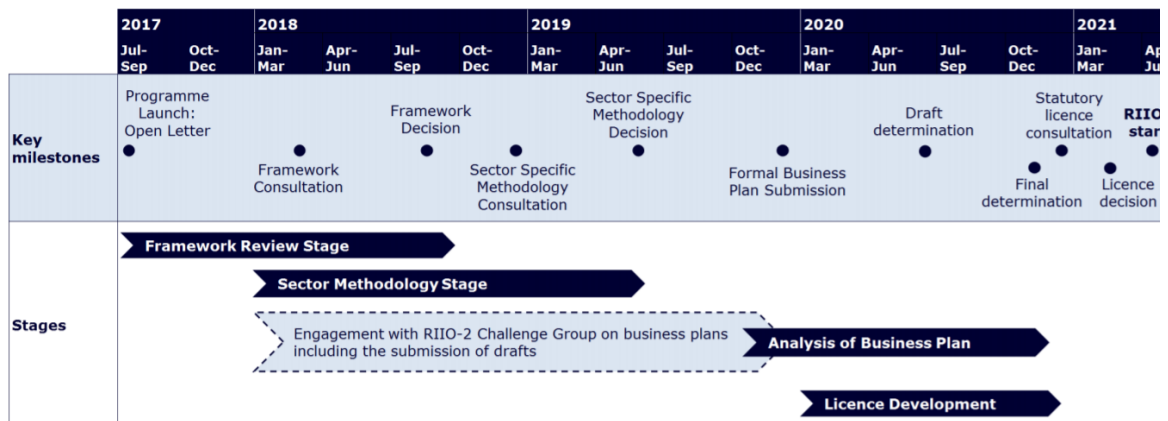 2017 2018 2019 2020 2021
Jul- Oct- Jan- Apr- Jul- Oct- Jan- Apr- Jul- Oct- Jan- Apr- Jul- Oct- Jan- Ap
Sep Dec Mar Jun Sep Dec Mar Jun Sep Dec Mar Jun Sep Dec Mar Ju
Key
milestones
Programme
Launch:
Open Letter
Framework
Consultation
Framework
Decision
Sector Specific
Methodology
Consultation
Sector Specific
Methodology
Decision
Formal Business
Plan Submission
Draft
determination
Final
determination
Statutory
licence
consultation
Licence
decision
RIIO
star
Stages
Framework Review Stage
Sector Methodology Stage
Engagement with RIIO-2 Challenge Group on business plans
including the submission of drafts
Analysis of Business Plan
Licence Development